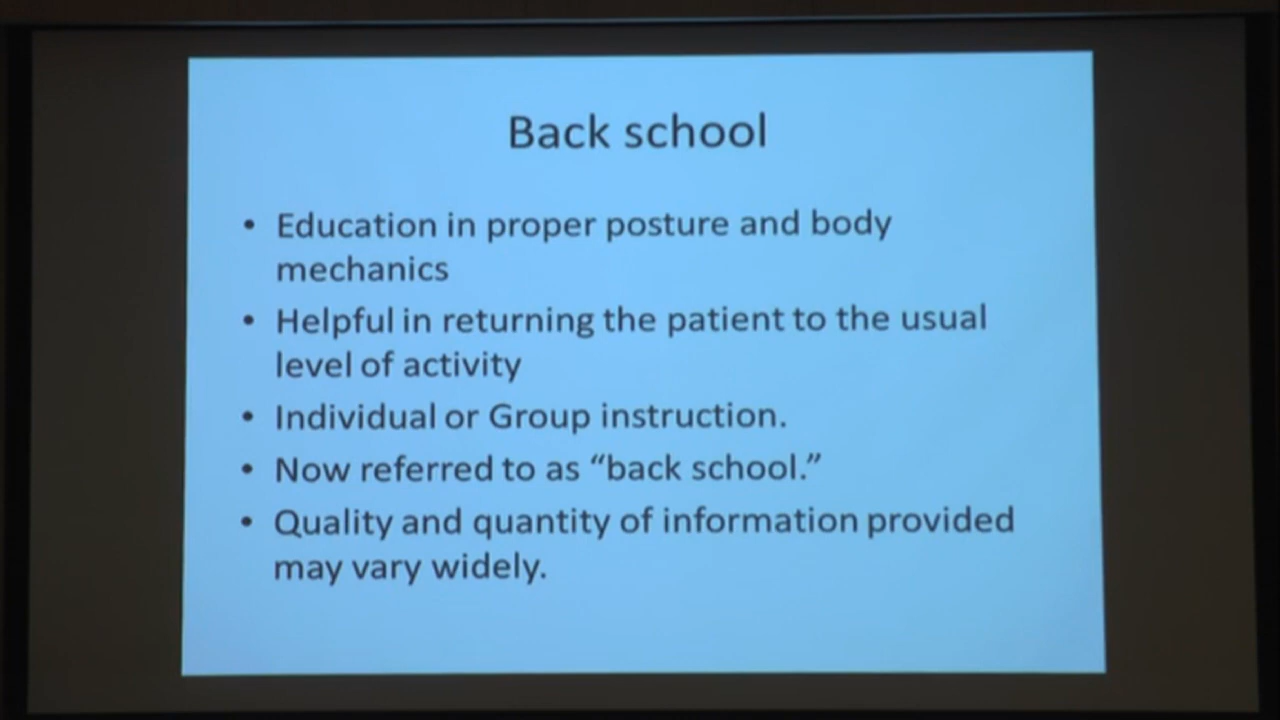 Back school
• Education in proper posture and body
mechanics
• Helpful in returning the patient to the usual
level of activity
• Individual or Group instruction.
• Now referred to as “back school.”
• Quality and quantity of information provided
may vary widely.